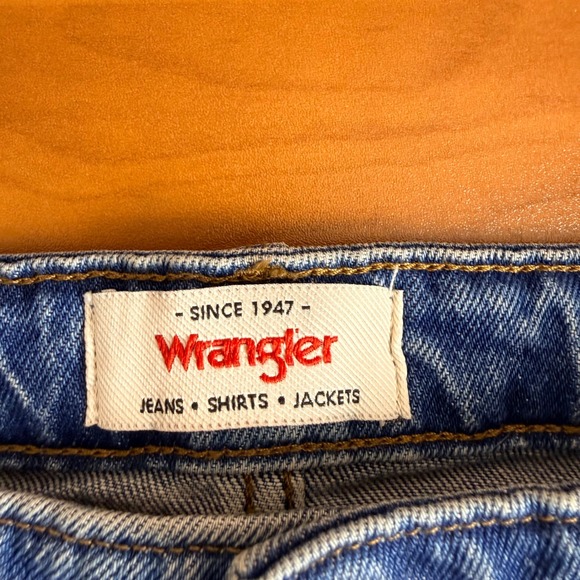 - SINCE 1947 -
Wrangler
JEANS • SHIRTS • JACKETS